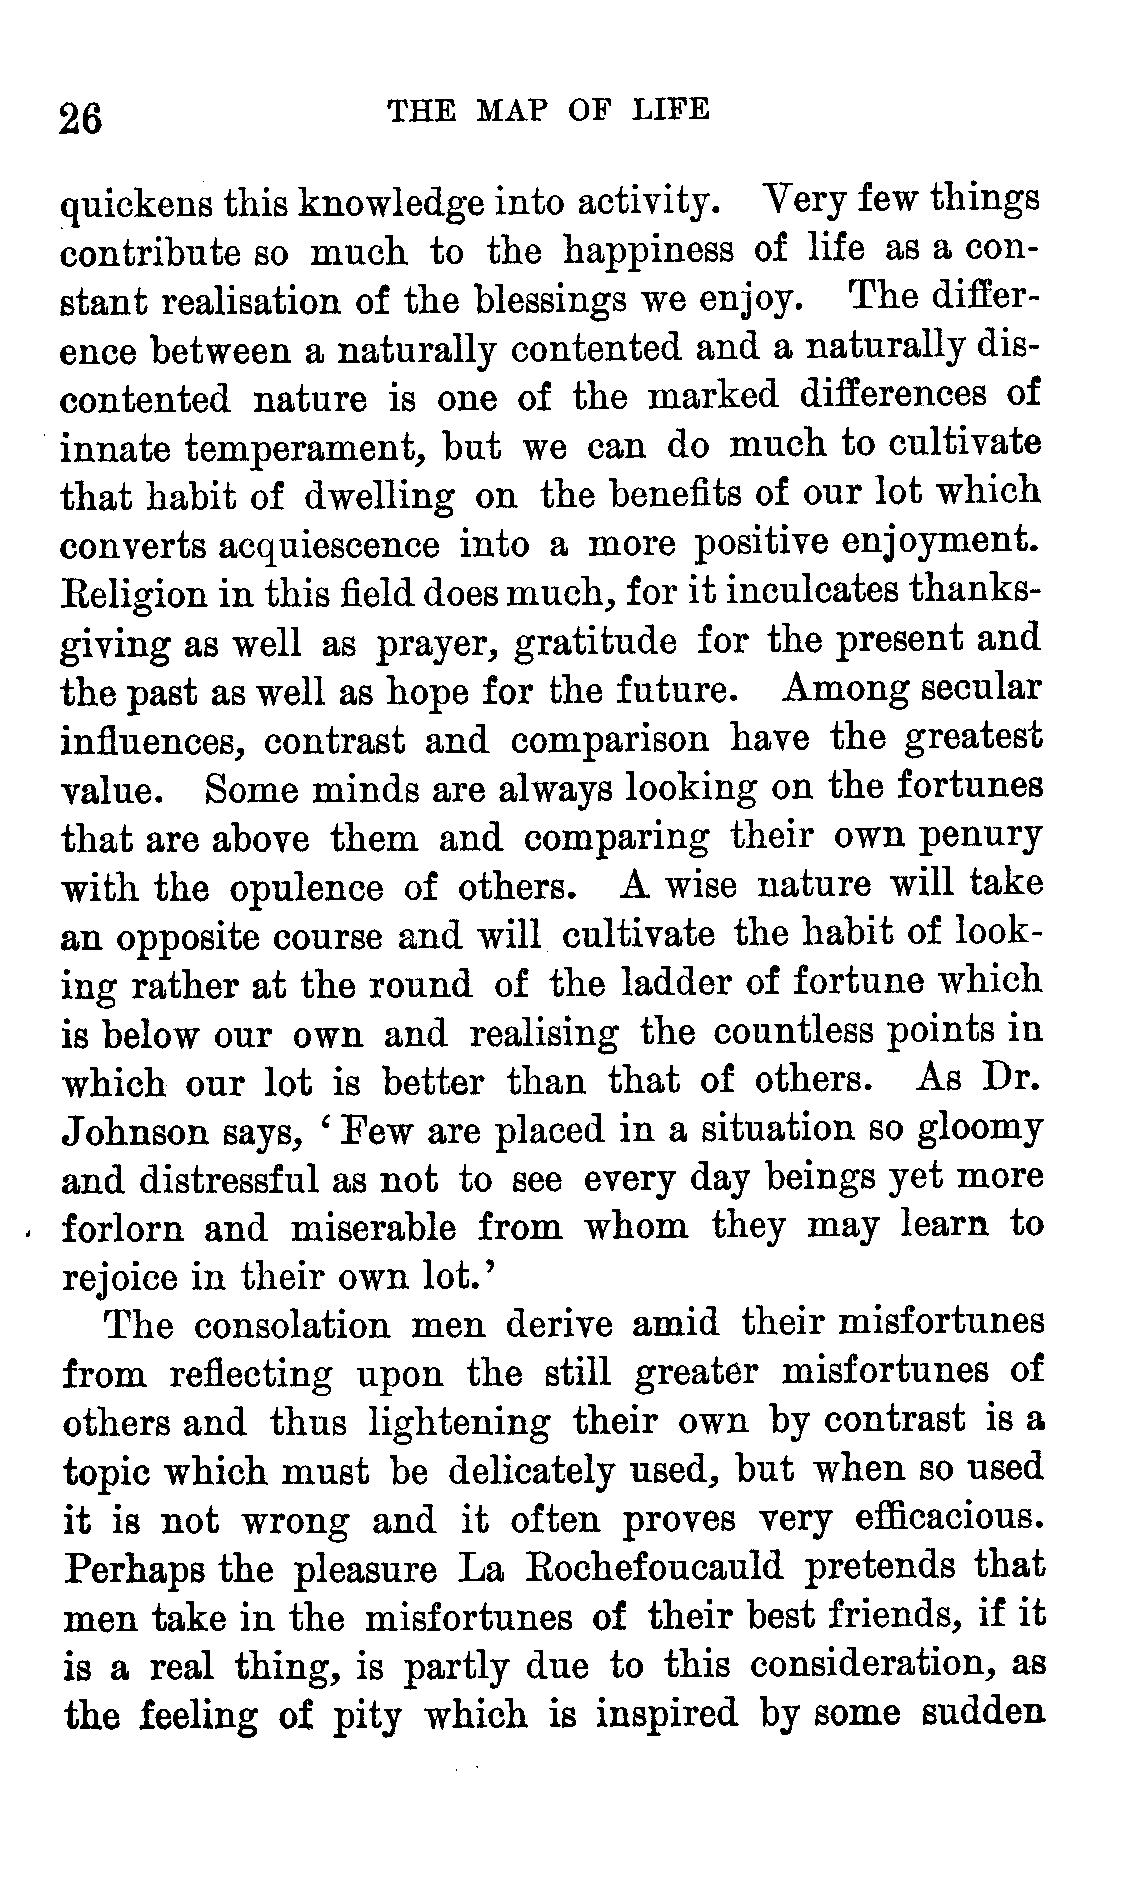 26 THE MAP OF LIFE
quickens this knowledge into activity. Very few things
contribute so much to the happiness of life as a con-
stant realisation of the blessings we enjoy. The differ-
ence between a naturally contented and a naturally dis-
contented nature is one of the marked differences of
innate temperament, but we can do much to cultivate
that habit of dwelling on the benefits of our lot which
converts acquiescence into a more positive enjoyment.
Religion in this field does much, for it inculcates thanks-
giving as well as prayer, gratitude for the present and
the past as well as hope for the future. Among secular
influences, contrast and comparison have the greatest
value. Some minds are always looking on the fortunes
that are above them and comparing their own penury
with the opulence of others. A wise nature will take
an opposite course and will cultivate the habit of look-
ing rather at the round of the ladder of fortune which
is below our own and realising the countless points in
which our lot is better than that of others. As Dr.
Johnson says, ‘Few are placed in a situation so gloomy
and distressful as not to see every day beings yet more
forlorn and miserable from whom they may learn to
rejoice in their own lot.’
The consolation men derive amid their misfortunes
from reflecting upon the still greater misfortunes of
others and thus lightening their own by contrast is a
topic which must be delicately used, but when so used
it is not wrong and it often proves very efficacious.
Perhaps the pleasure La Rochefoucauld pretends that
men take in the misfortunes of their best friends, if it
is a real thing, is partly due to this consideration, as
the feeling of pity which is inspired by some sudden